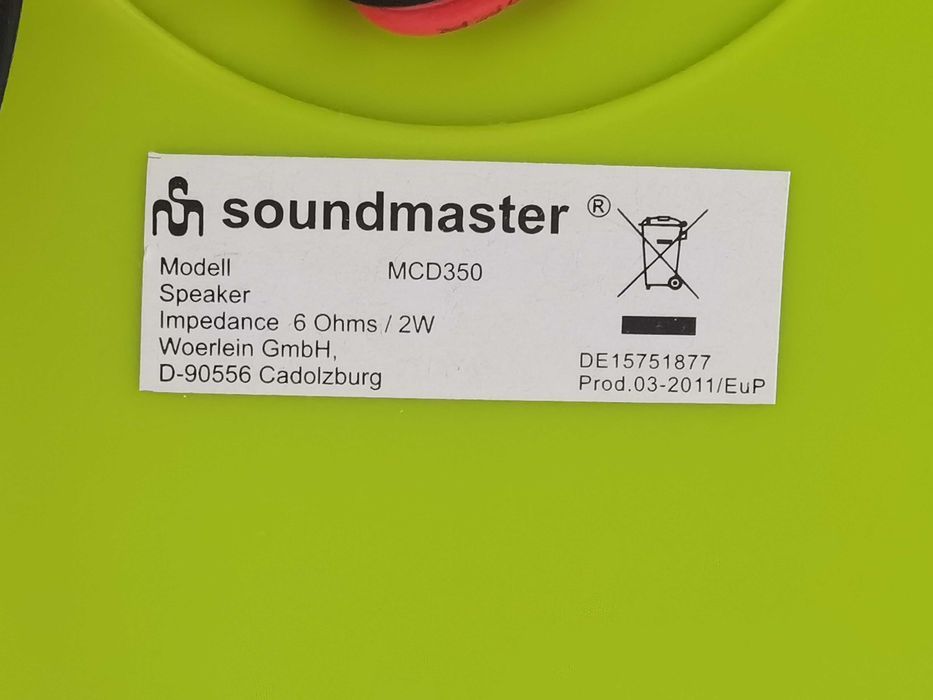 soundmaster ®
Modell MCD350
Speaker
Impedance 6 Ohms / 2W
Woerlein GmbH,
D-90556 Cadolzburg
DE15751877
Prod.03-2011/EuP